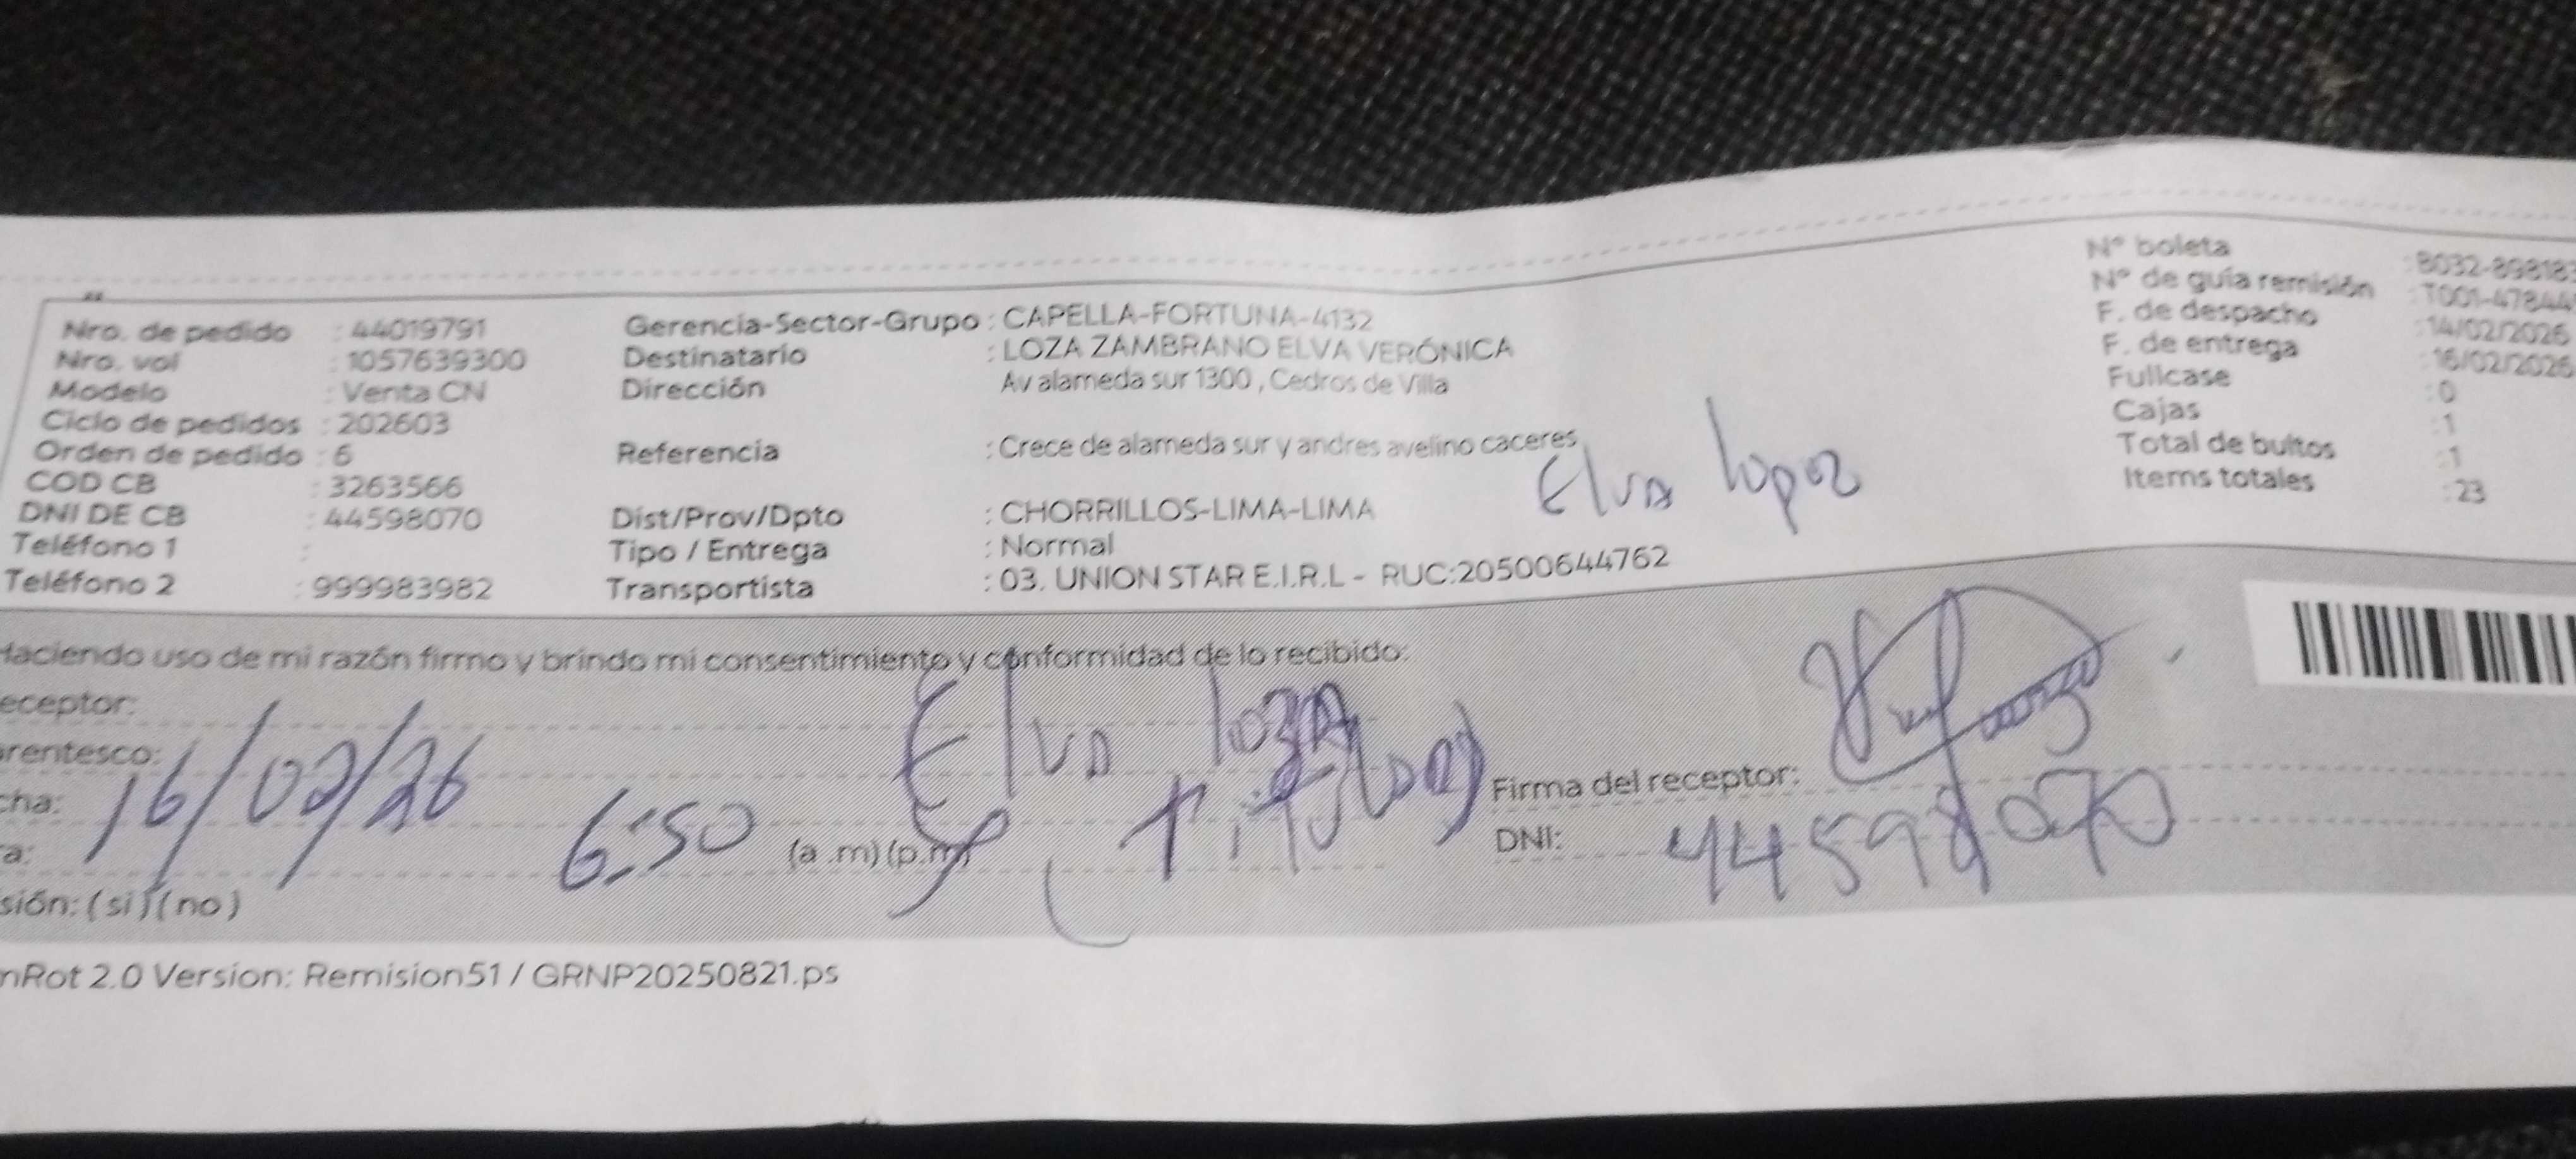 Nro. de pedido : 44019791
Nro. vol : 1057639300
Modelo : Venta CN
Ciclo de pedidos : 202603
Orden de pedido : 6
COD CB : 3263566
DNI DE CB : 44598070
Teléfono 1 :
Teléfono 2 : 999983982
Gerencia-Sector-Grupo : CAPELLA-FORTUNA-4132
Destinatario : LOZA ZAMBRANO ELVA VERÓNICA
Dirección Av alameda sur 1300 , Cedros de Villa
Referencia : Crece de alameda sur y andres avelino caceres
Elva lopez
Dist/Prov/Dpto : CHORRILLOS-LIMA-LIMA
Tipo / Entrega : Normal
Transportista : 03. UNION STAR E.I.R.L - RUC:20500644762
N° boleta : B032-898183
N° de guía remisión : T001-47844
F. de despacho : 14/02/2026
F. de entrega : 16/02/2026
Fullcase : 0
Cajas : 1
Total de bultos : 1
Items totales : 23
Haciendo uso de mi razón firmo y brindo mi consentimiento y conformidad de lo recibido:
eceptor: Elva loza
rentesco:
cha: 16/02/26
a: 6:50 (a .m) (p.m)
Firma del receptor:
DNI: 44598070
sión: ( si ) ( no )
nRot 2.0 Version: Remision51 / GRNP20250821.ps